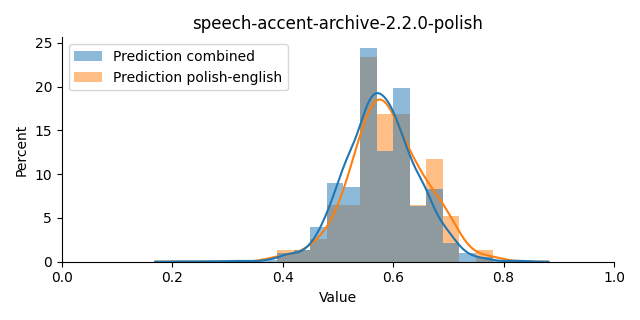 speech-accent-archive-2.2.0-polish
25
20
15
10
5
0
Percent
Prediction combined
Prediction polish-english
0.0 0.2 0.4 0.6 0.8 1.0
Value